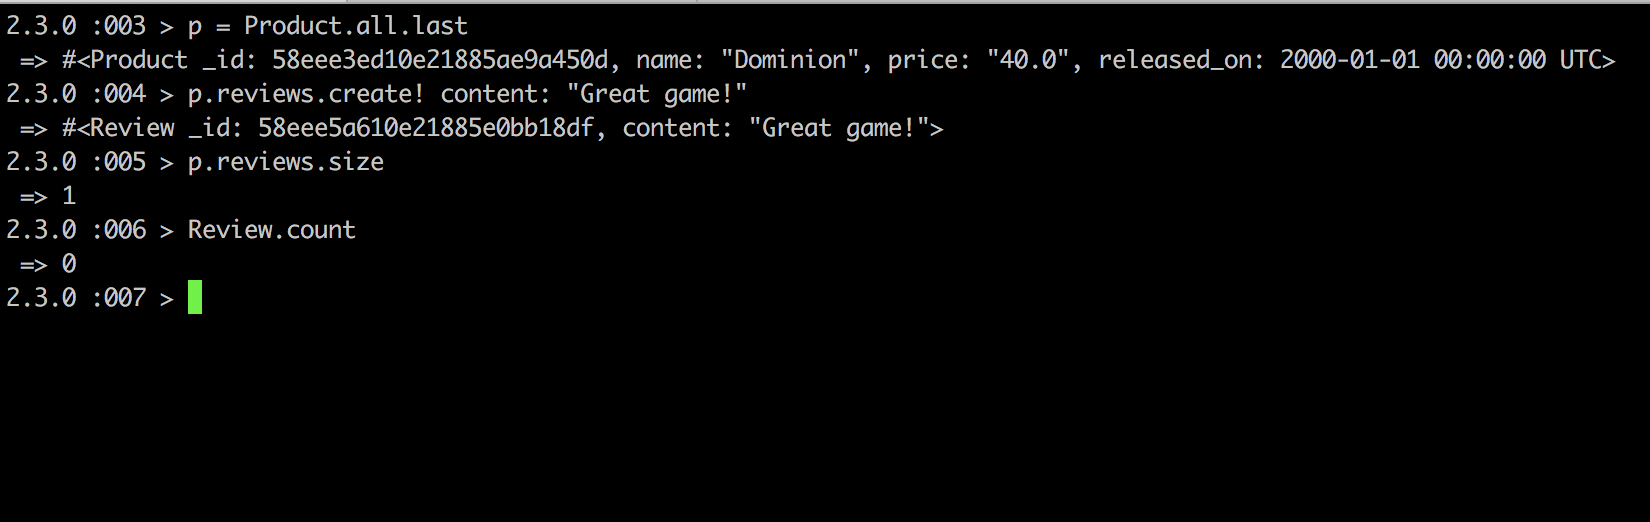 2.3.0 :003 > p = Product.all.last
=> #<Product _id: 58eee3ed10e21885ae9a450d, name: "Dominion", price: "40.0", released_on: 2000-01-01 00:00:00 UTC>
2.3.0 :004 > p.reviews.create! content: "Great game!"
=> #<Review _id: 58eee5a610e21885e0bb18df, content: "Great game!">
2.3.0 :005 > p.reviews.size
=> 1
2.3.0 :006 > Review.count
=> 0
2.3.0 :007 >